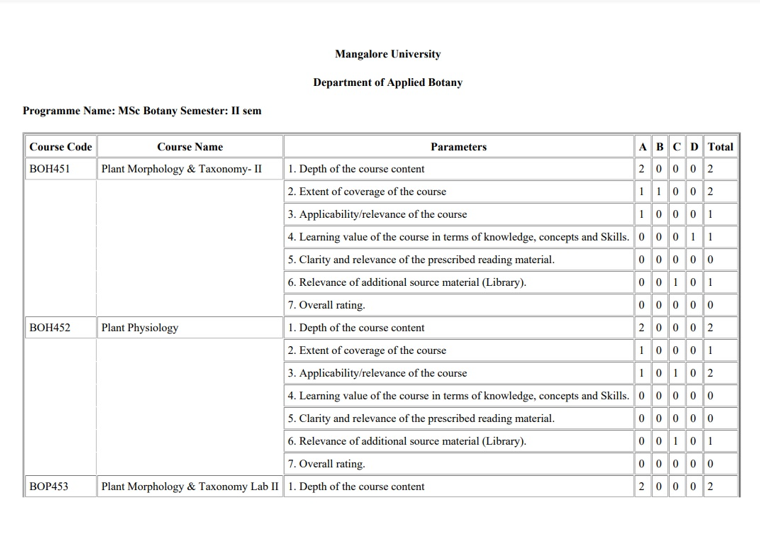 Mangalore University
Department of Applied Botany
Programme Name: MSc Botany Semester: II sem
Course Code Course Name Parameters A B C D Total
BOH451 Plant Morphology & Taxonomy- II 1. Depth of the course content 2 0 0 0 2
2. Extent of coverage of the course 1 1 0 0 2
3. Applicability/relevance of the course 1 0 0 0 1
4. Learning value of the course in terms of knowledge, concepts and Skills. 0 0 0 1 1
5. Clarity and relevance of the prescribed reading material. 0 0 0 0 0
6. Relevance of additional source material (Library). 0 0 1 0 1
7. Overall rating. 0 0 0 0 0
BOH452 Plant Physiology 1. Depth of the course content 2 0 0 0 2
2. Extent of coverage of the course 1 0 0 0 1
3. Applicability/relevance of the course 1 0 1 0 2
4. Learning value of the course in terms of knowledge, concepts and Skills. 0 0 0 0 0
5. Clarity and relevance of the prescribed reading material. 0 0 0 0 0
6. Relevance of additional source material (Library). 0 0 1 0 1
7. Overall rating. 0 0 0 0 0
BOP453 Plant Morphology & Taxonomy Lab II 1. Depth of the course content 2 0 0 0 2